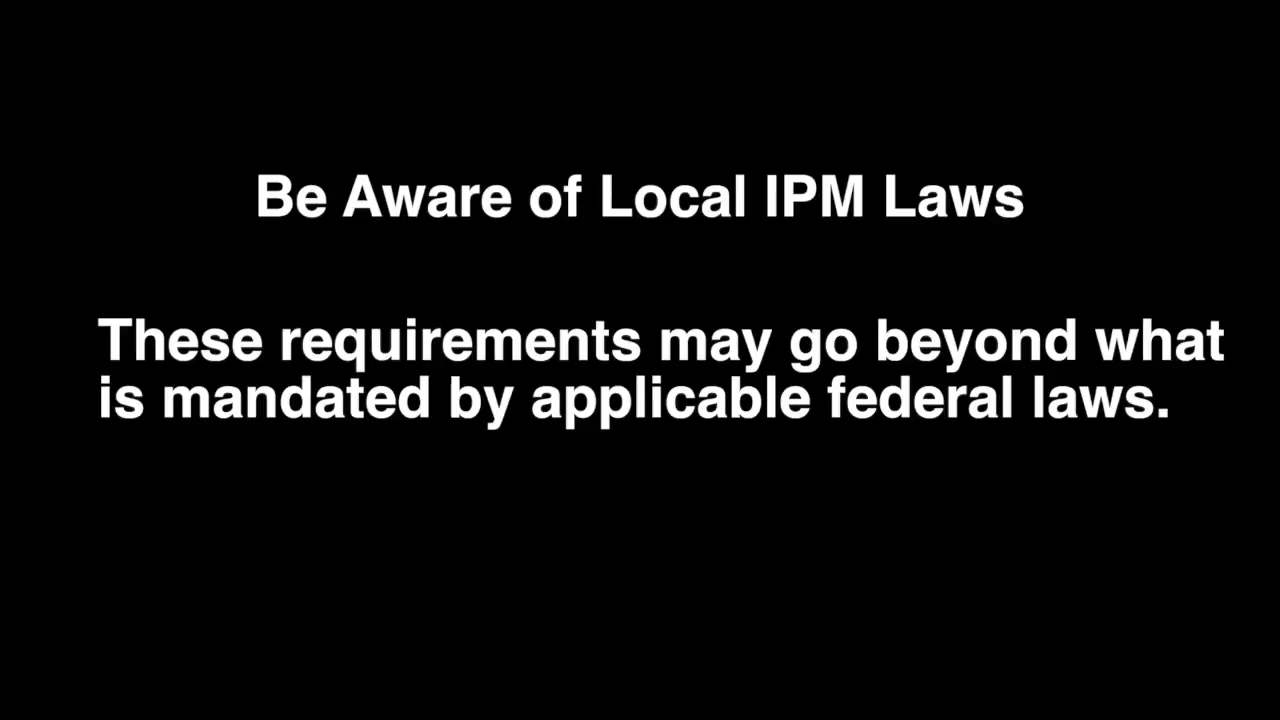 Be Aware of Local IPM Laws
These requirements may go beyond what
is mandated by applicable federal laws.